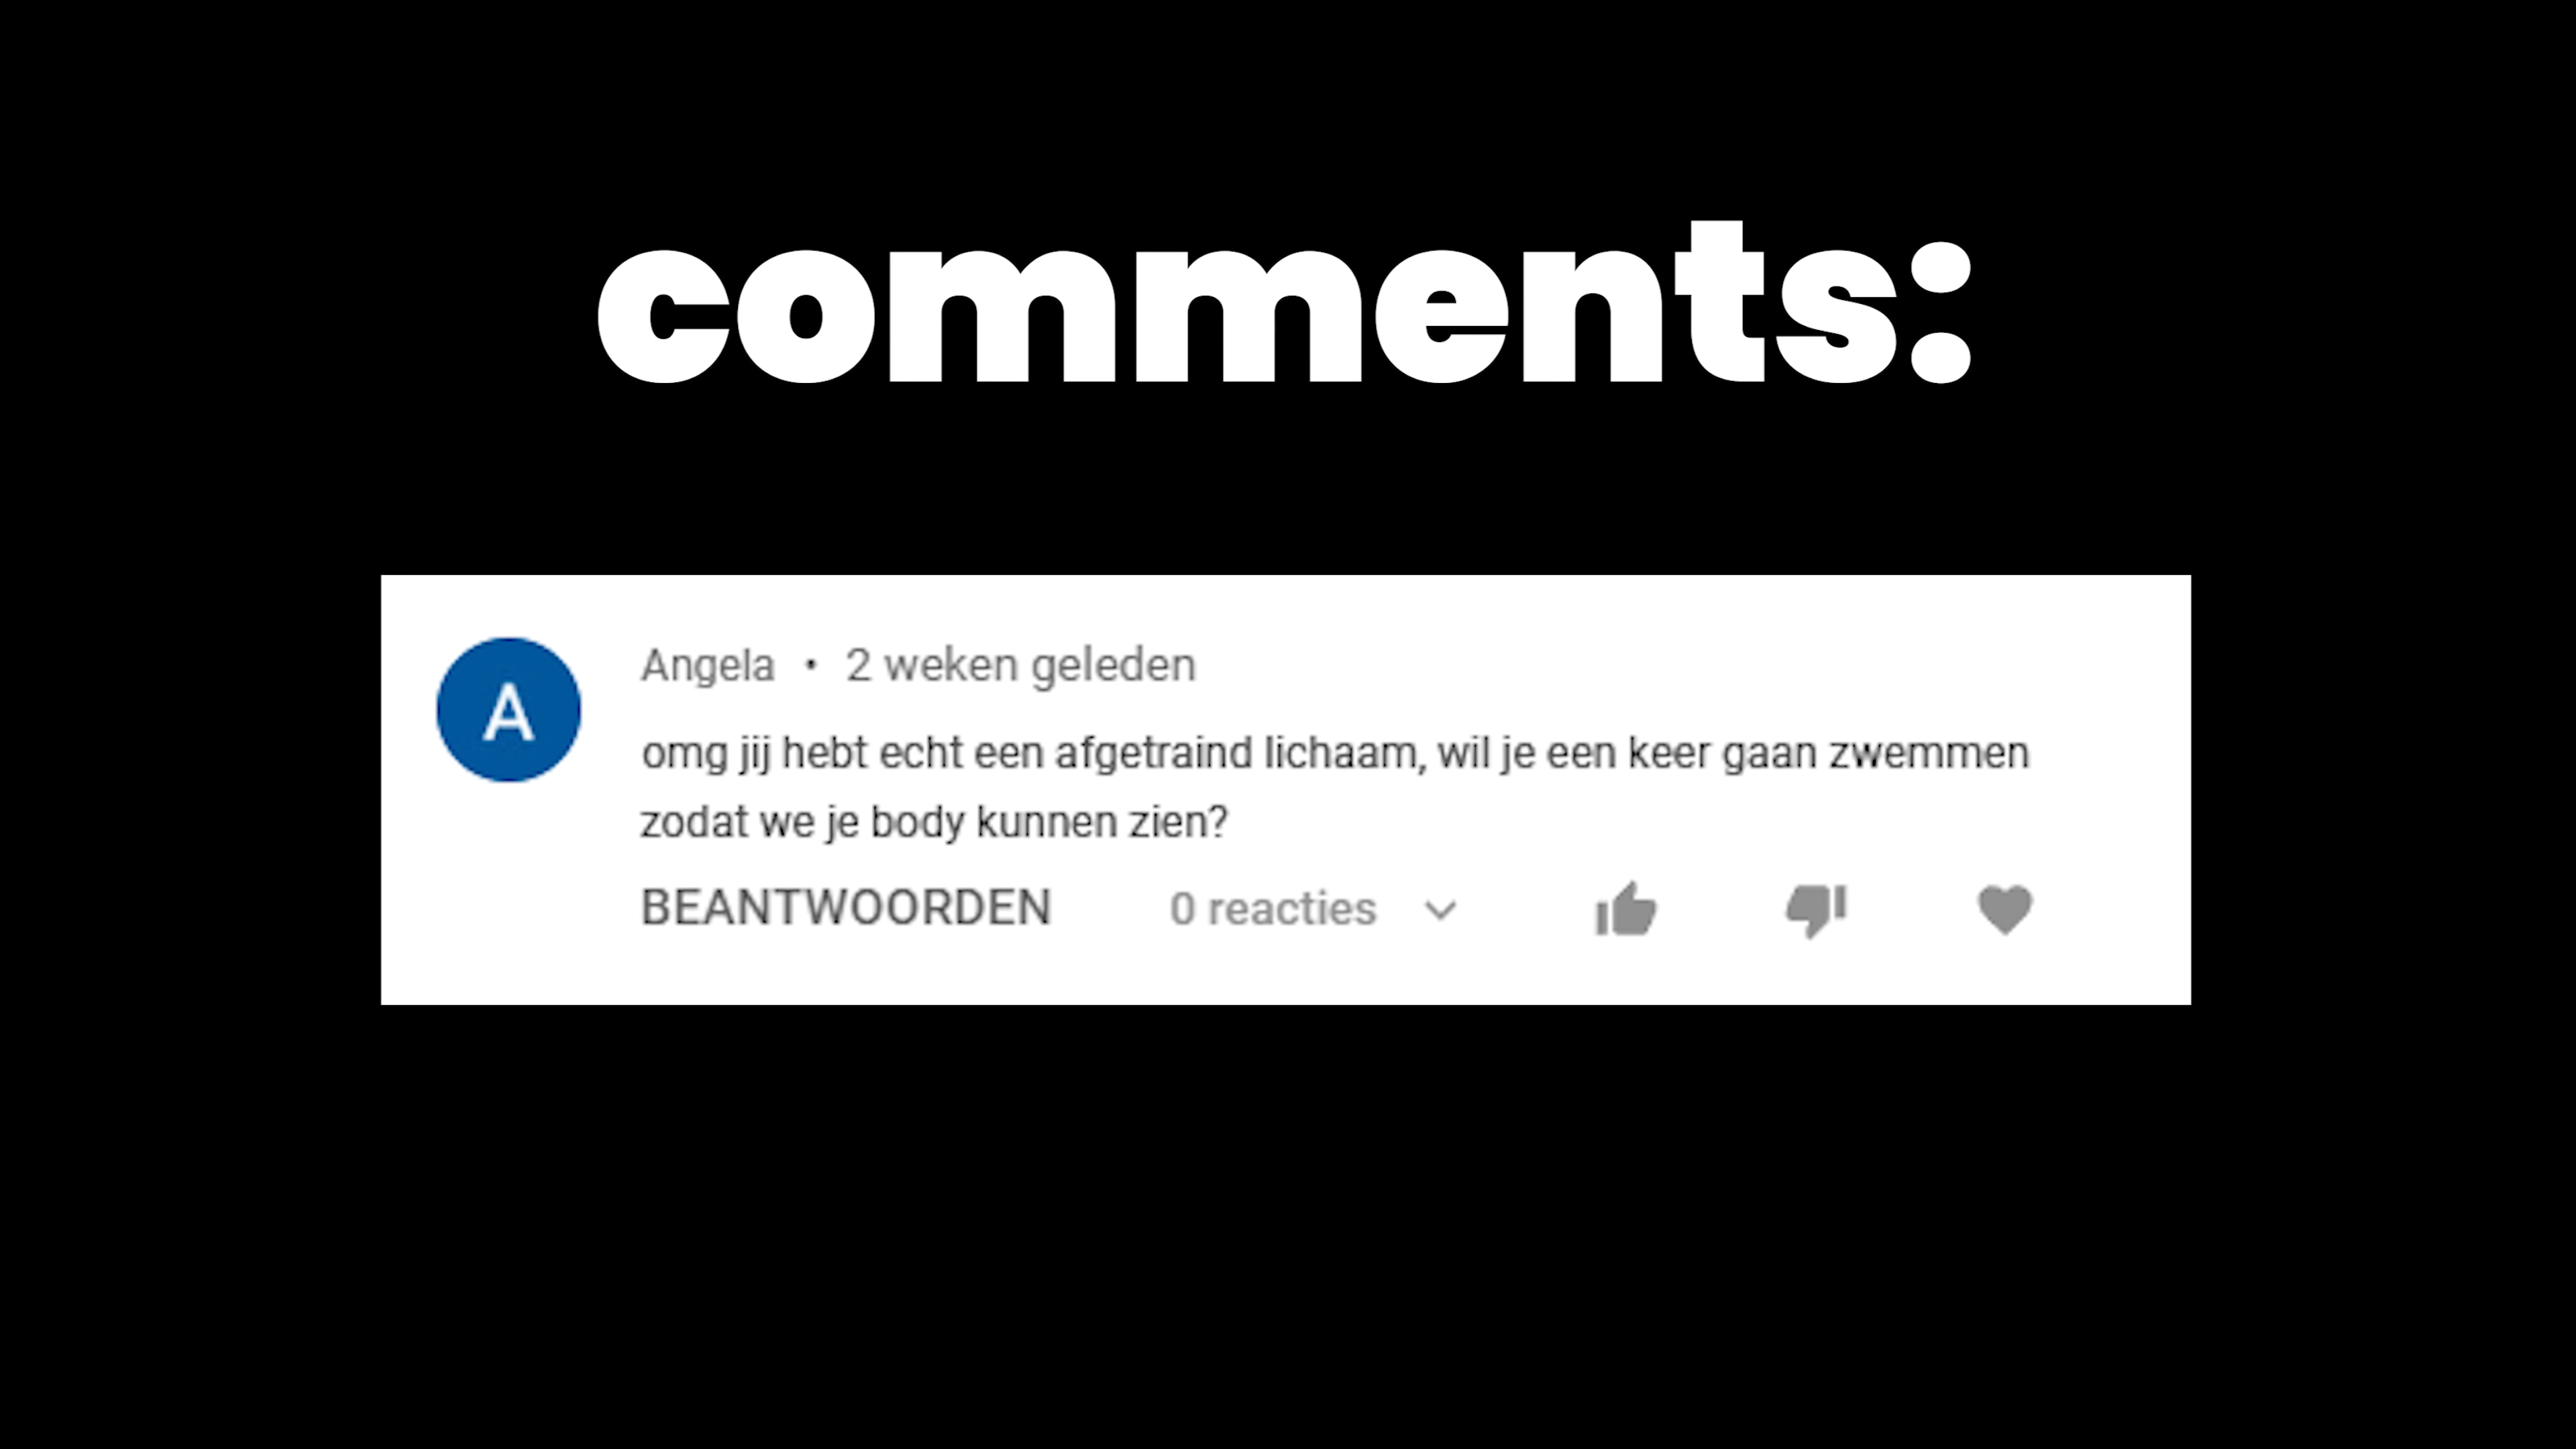 comments:
A
Angela • 2 weken geleden
omg jij hebt echt een afgetraind lichaam, wil je een keer gaan zwemmen
zodat we je body kunnen zien?
BEANTWOORDEN 0 reacties